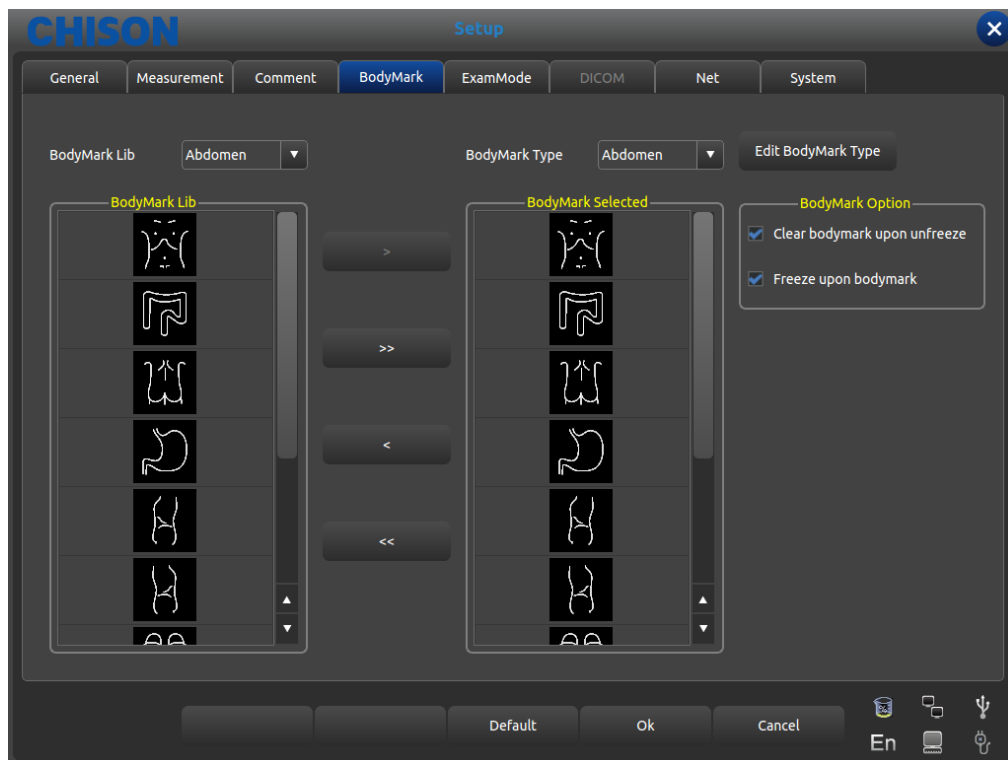 CHISON
Setup
General Measurement Comment BodyMark ExamMode DICOM Net System
BodyMark Lib Abdomen BodyMark Type Abdomen Edit BodyMark Type
BodyMark Lib BodyMark Selected BodyMark Option
Clear bodymark upon unfreeze
Freeze upon bodymark
>
>>
<
<<
Default Ok Cancel
En